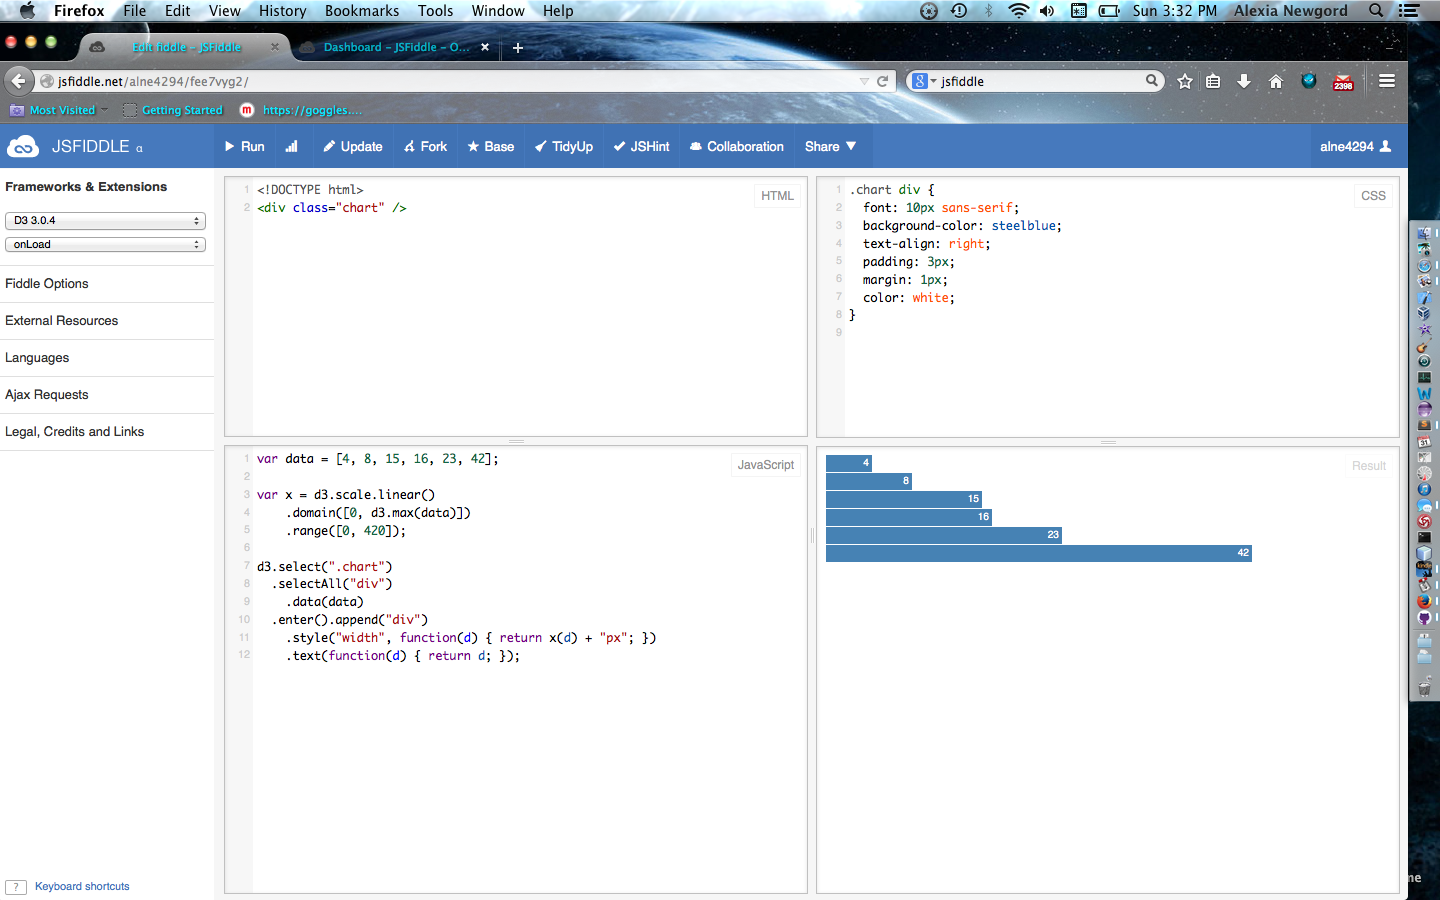 Firefox File Edit View History Bookmarks Tools Window Help Sun 3:32 PM Alexia Newgord
Edit fiddle - JSFiddle Dashboard - JSFiddle - O...
jsfiddle.net/alne4294/fee7vyg2/ jsfiddle 2398
Most Visited Getting Started m https://goggles....
JSFIDDLE α Run Update Fork Base TidyUp JSHint Collaboration Share alne4294
Frameworks & Extensions
D3 3.0.4
onLoad
Fiddle Options
External Resources
Languages
Ajax Requests
Legal, Credits and Links
? Keyboard shortcuts
HTML
1 <!DOCTYPE html>
2 <div class="chart" />
CSS
1 .chart div {
2 font: 10px sans-serif;
3 background-color: steelblue;
4 text-align: right;
5 padding: 3px;
6 margin: 1px;
7 color: white;
8 }
9
JavaScript
1 var data = [4, 8, 15, 16, 23, 42];
2
3 var x = d3.scale.linear()
4 .domain([0, d3.max(data)])
5 .range([0, 420]);
6
7 d3.select(".chart")
8 .selectAll("div")
9 .data(data)
10 .enter().append("div")
11 .style("width", function(d) { return x(d) + "px"; })
12 .text(function(d) { return d; });
Result
4
8
15
16
23
42
31
kindle
me